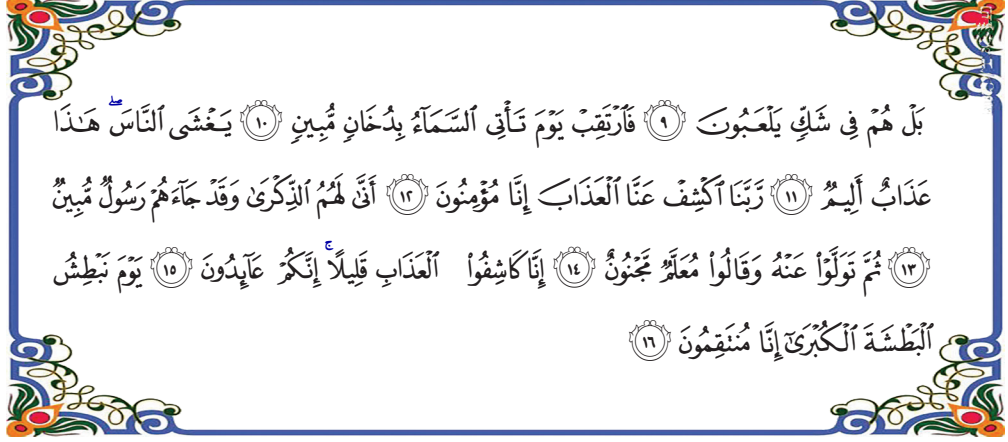 بَلْ هُمْ فِى شَكٍّ يَلْعَبُونَ ﴿٩﴾ فَٱرْتَقِبْ يَوْمَ تَأْتِى ٱلسَّمَآءُ بِدُخَانٍ مُّبِينٍ ﴿١٠﴾ يَغْشَى ٱلنَّاسَ ۖ هَـٰذَا
عَذَابٌ أَلِيمٌ ﴿١١﴾ رَّبَّنَا ٱكْشِفْ عَنَّا ٱلْعَذَابَ إِنَّا مُؤْمِنُونَ ﴿١٢﴾ أَنَّىٰ لَهُمُ ٱلذِّكْرَىٰ وَقَدْ جَآءَهُمْ رَسُولٌ مُّبِينٌ
﴿١٣﴾ ثُمَّ تَوَلَّوْا۟ عَنْهُ وَقَالُوا۟ مُعَلَّمٌ مَّجْنُونٌ ﴿١٤﴾ إِنَّا كَاشِفُوا۟ ٱلْعَذَابِ قَلِيلًا ۚ إِنَّكُمْ عَآئِدُونَ ﴿١٥﴾ يَوْمَ نَبْطِشُ
ٱلْبَطْشَةَ ٱلْكُبْرَىٰٓ إِنَّا مُنتَقِمُونَ ﴿١٦﴾